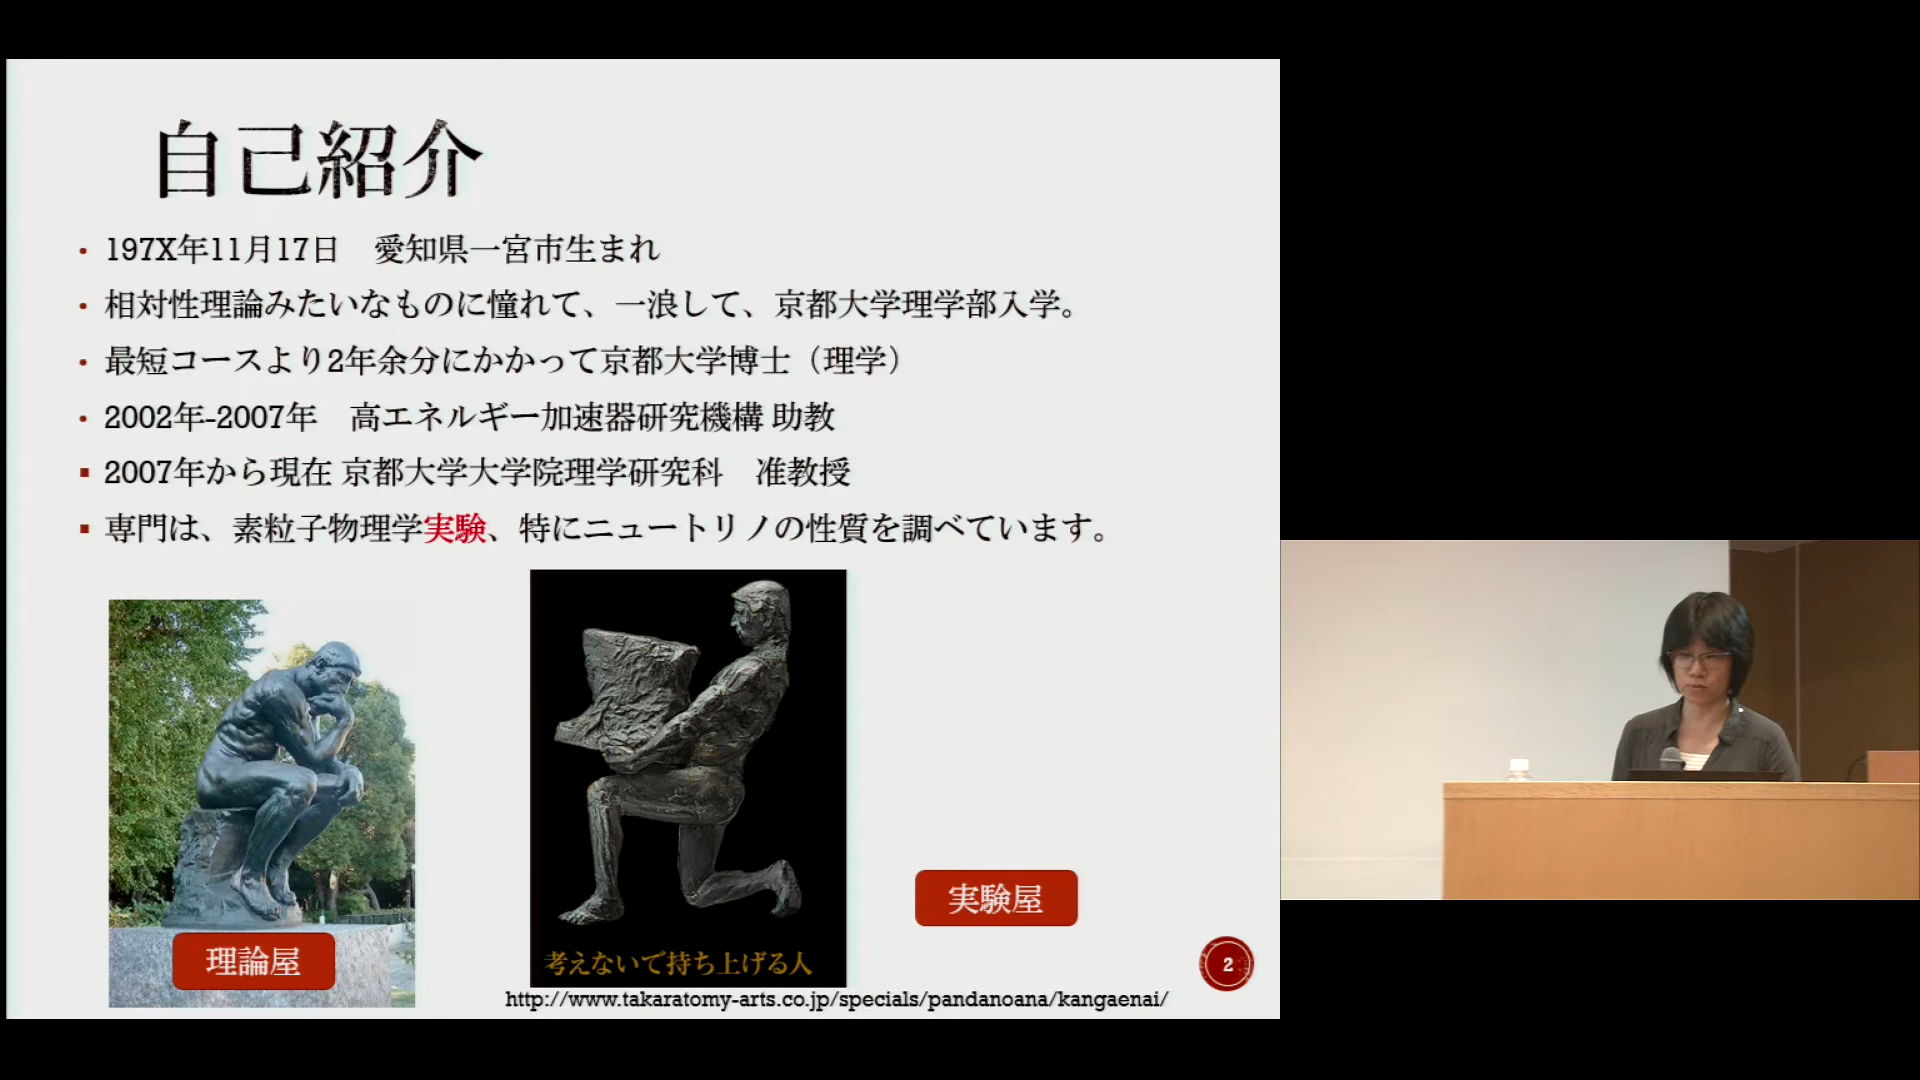 自己紹介
197X年11月17日　愛知県一宮市生まれ
相対性理論みたいなものに憧れて、一浪して、京都大学理学部入学。
最短コースより2年余分にかかって京都大学博士（理学）
2002年-2007年　高エネルギー加速器研究機構 助教
2007年から現在 京都大学大学院理学研究科　准教授
専門は、素粒子物理学実験、特にニュートリノの性質を調べています。
理論屋
考えないで持ち上げる人
実験屋
http://www.takaratomy-arts.co.jp/specials/pandanoana/kangaenai/
2